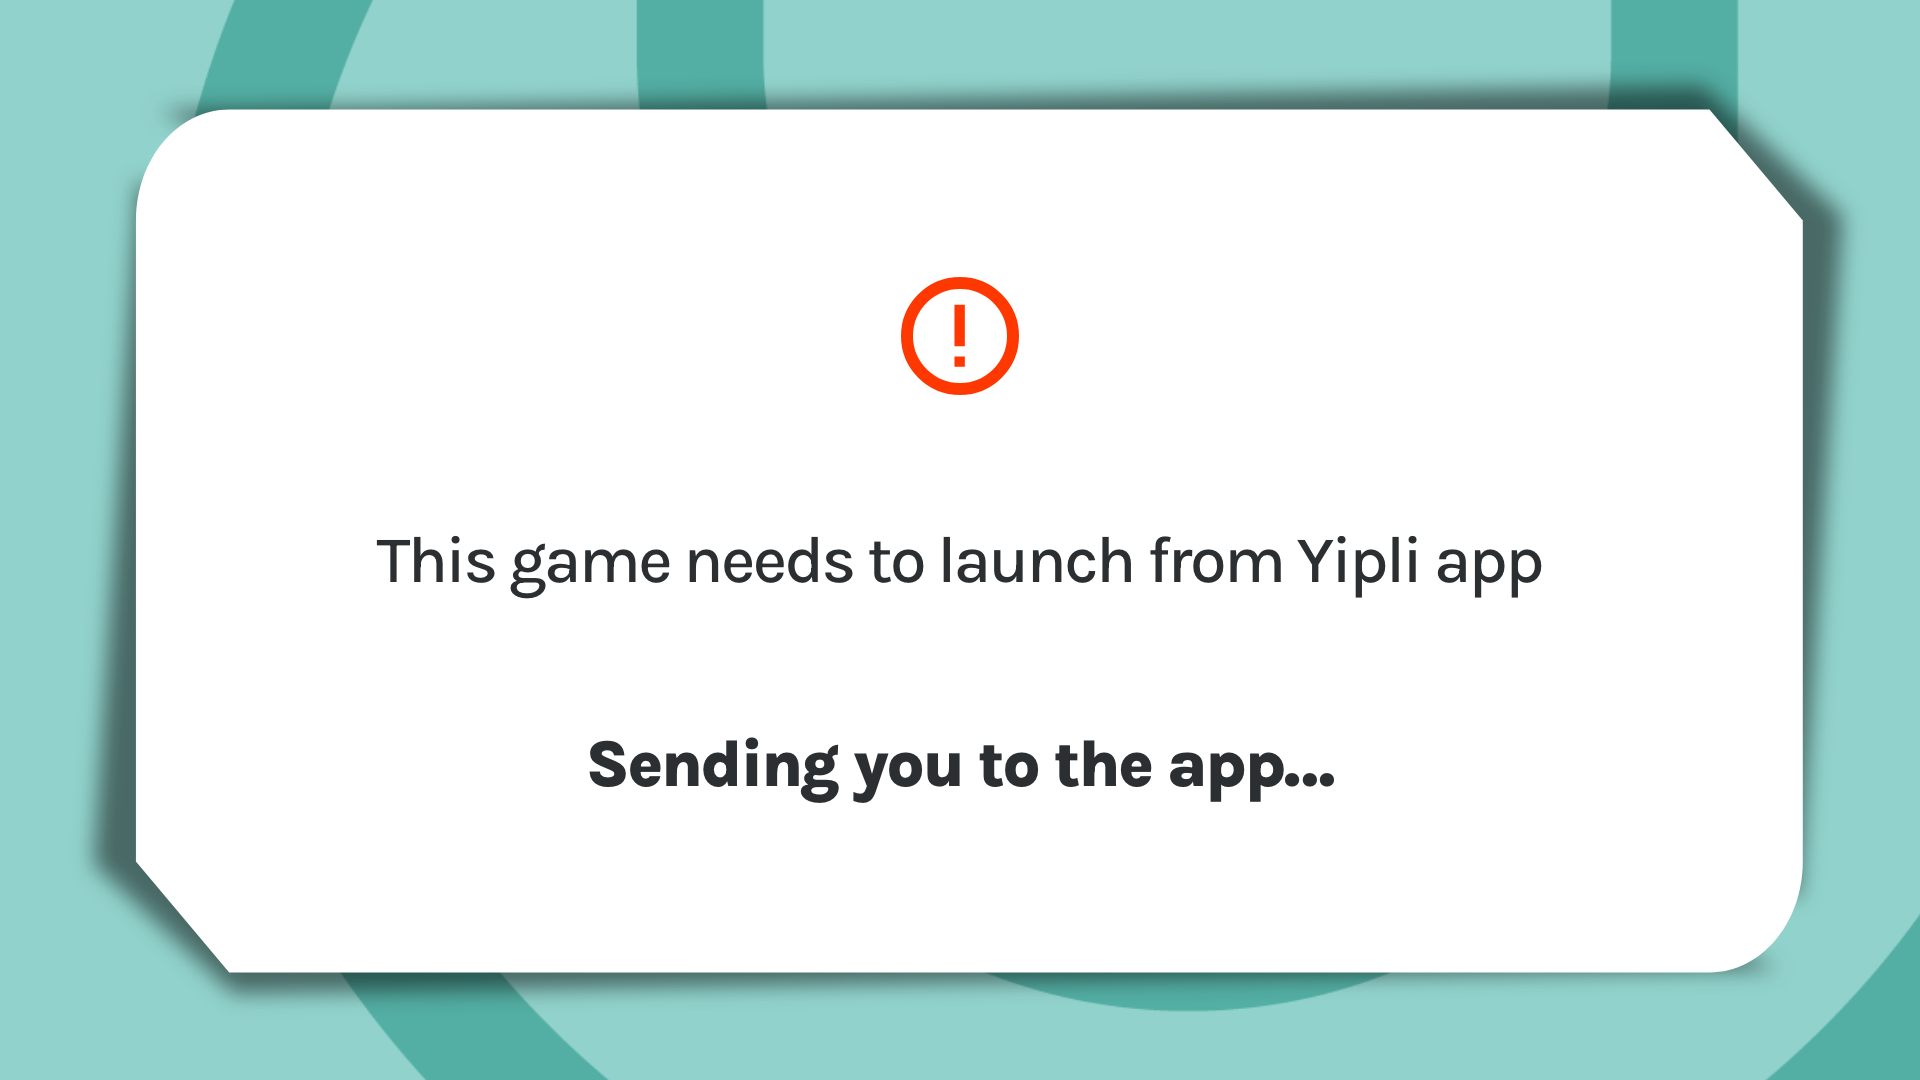 This game needs to launch from Yipli app
Sending you to the app...